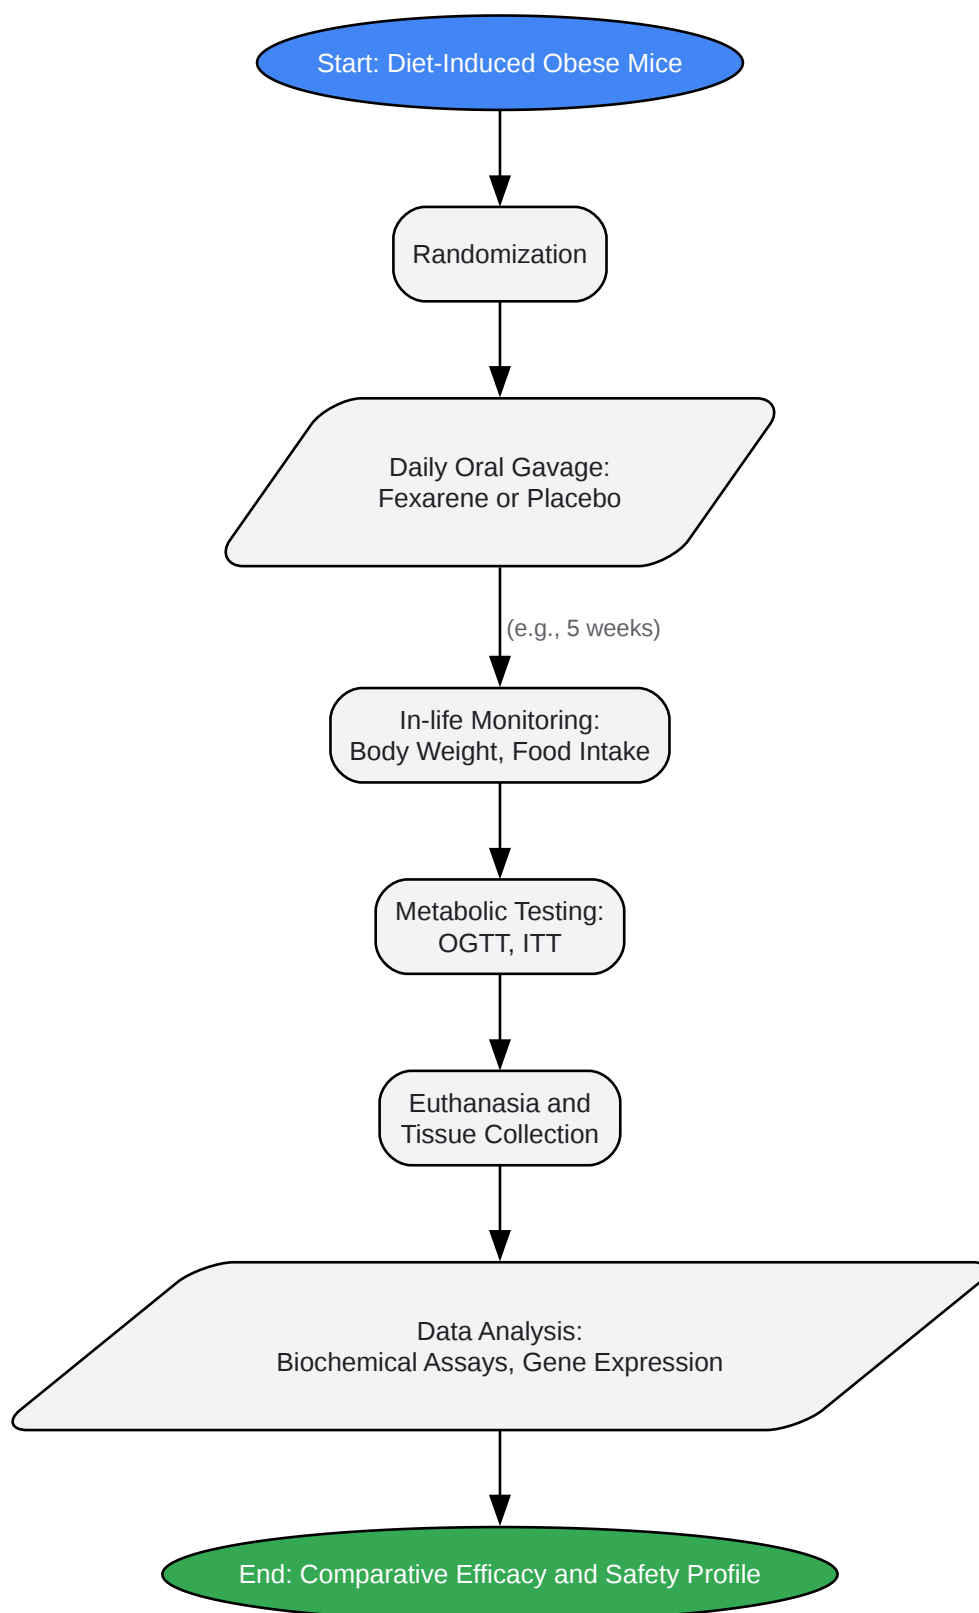 Start: Diet-Induced Obese Mice
Randomization
Daily Oral Gavage:
Fexarene or Placebo
(e.g., 5 weeks)
In-life Monitoring:
Body Weight, Food Intake
Metabolic Testing:
OGTT, ITT
Euthanasia and
Tissue Collection
Data Analysis:
Biochemical Assays, Gene Expression
End: Comparative Efficacy and Safety Profile